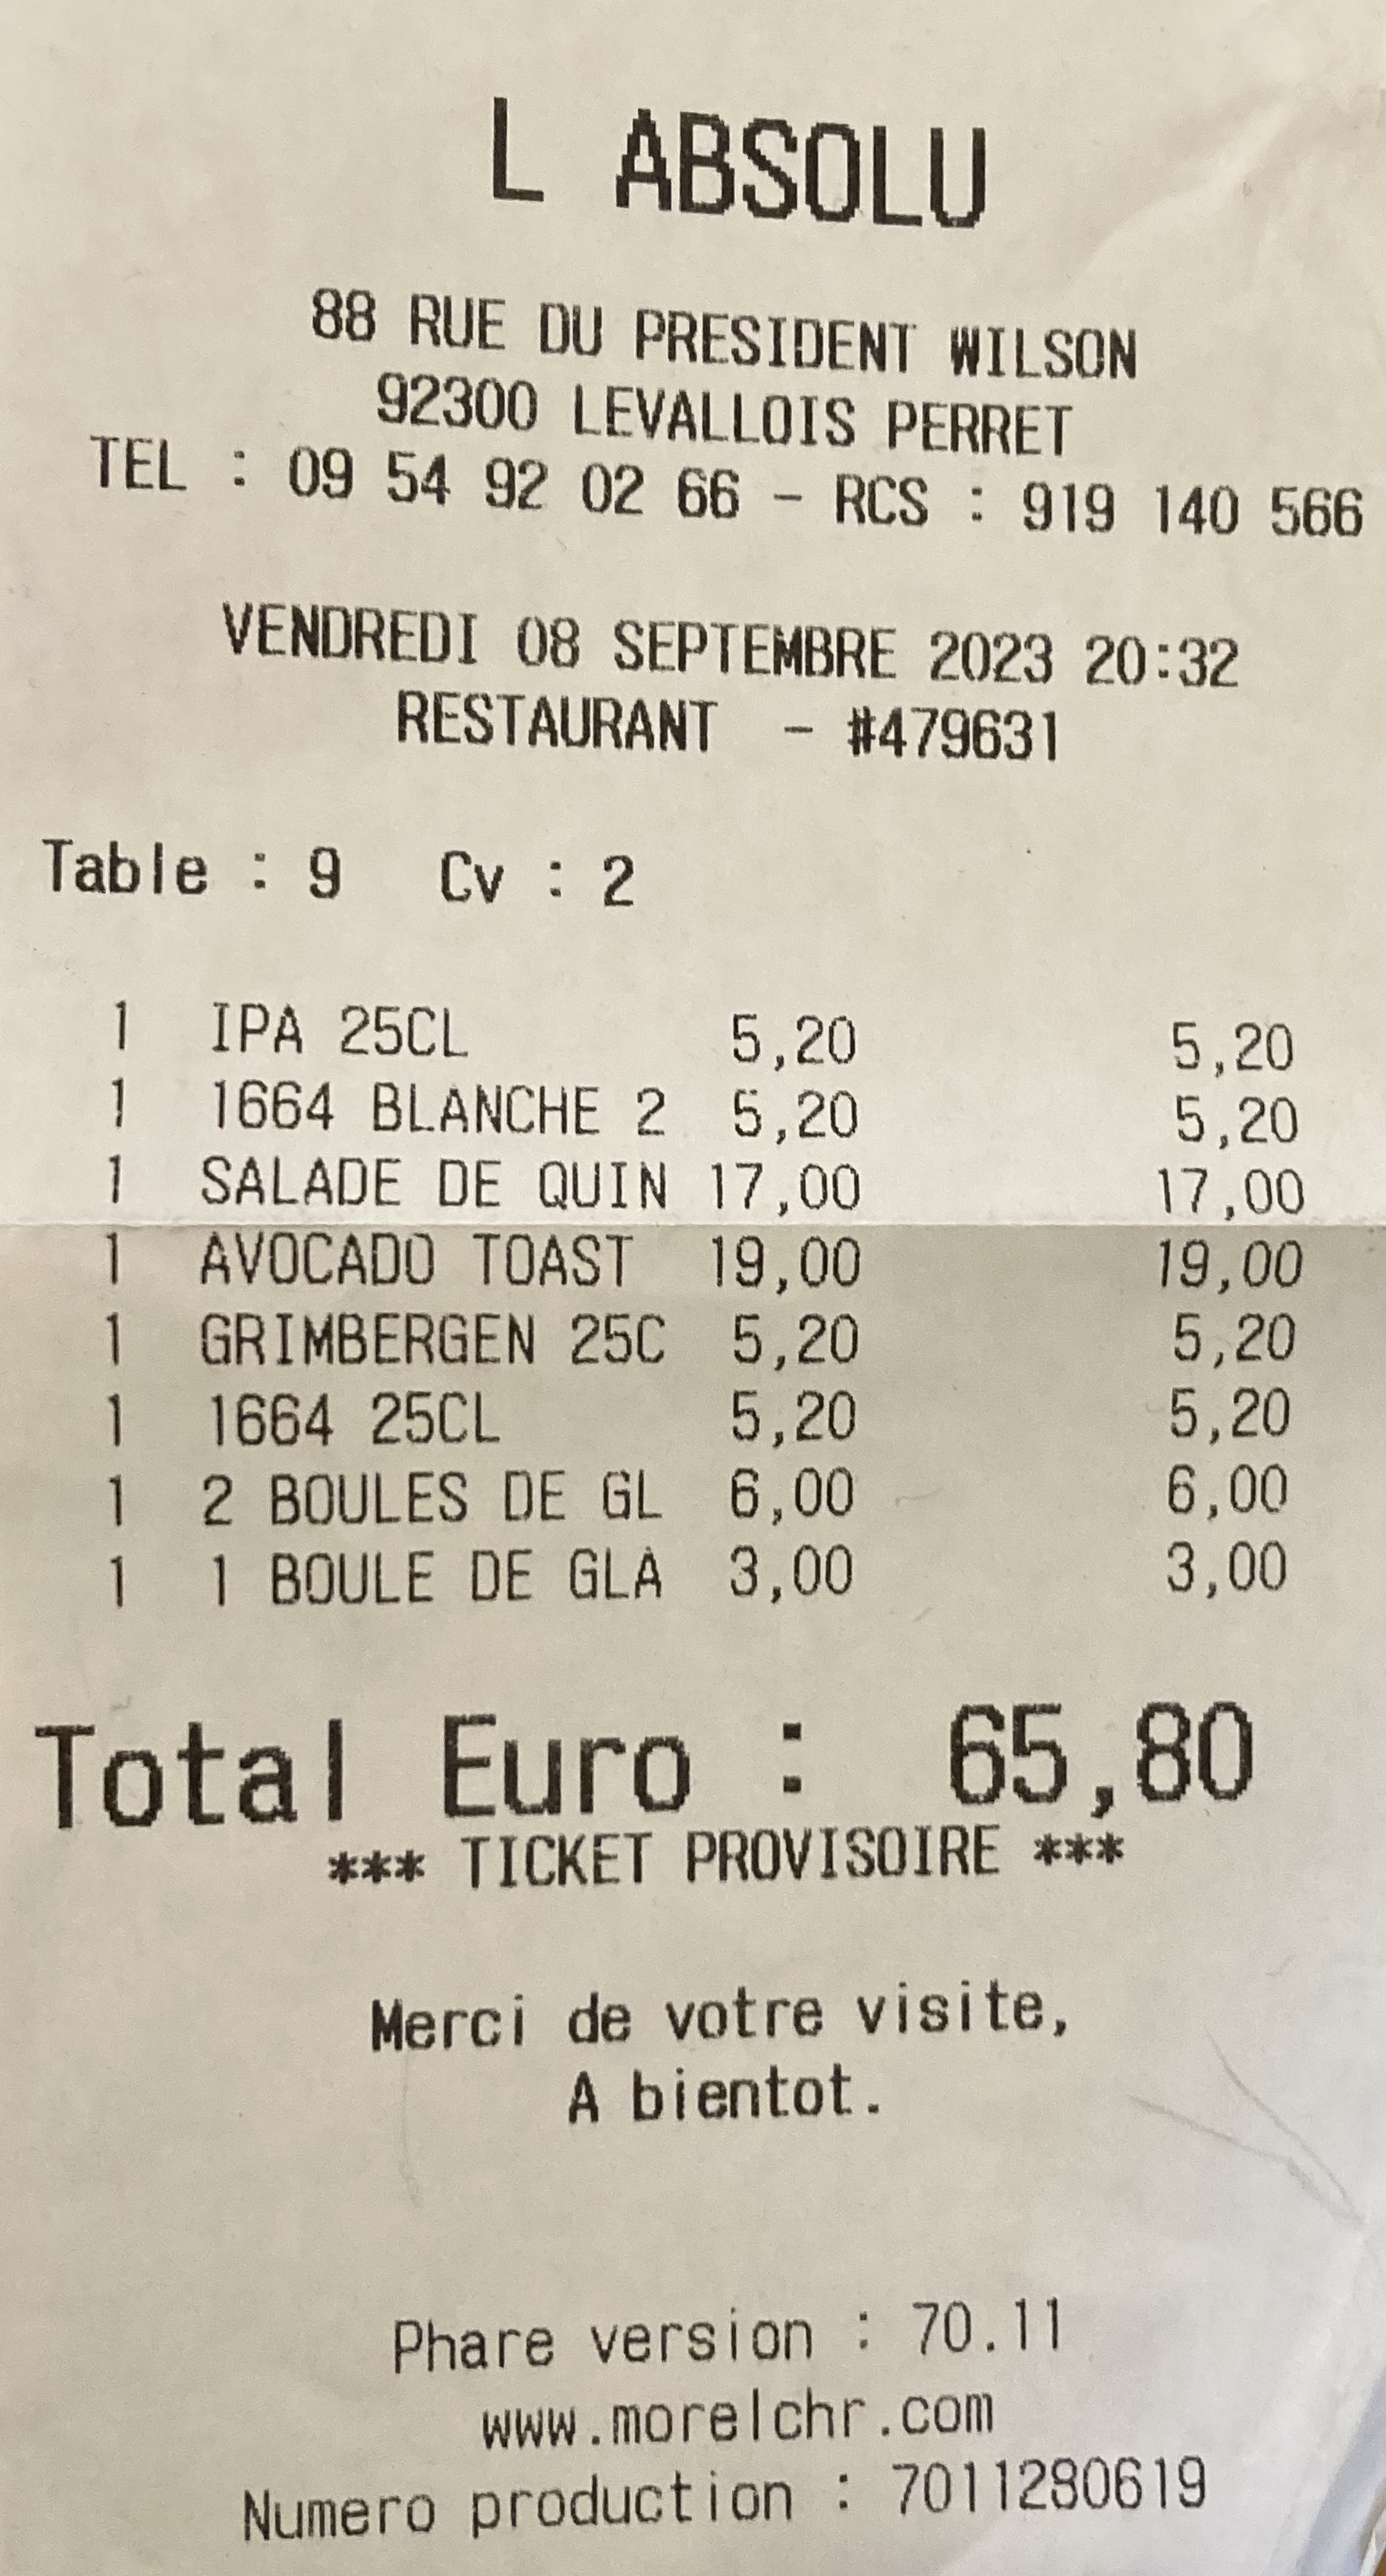 L ABSOLU
88 RUE DU PRESIDENT WILSON
92300 LEVALLOIS PERRET
TEL : 09 54 92 02 66 - RCS : 919 140 566
VENDREDI 08 SEPTEMBRE 2023 20:32
RESTAURANT - #479631
Table : 9 Cv : 2
1 IPA 25CL 5,20 5,20
1 1664 BLANCHE 2 5,20 5,20
1 SALADE DE QUIN 17,00 17,00
1 AVOCADO TOAST 19,00 19,00
1 GRIMBERGEN 25C 5,20 5,20
1 1664 25CL 5,20 5,20
1 2 BOULES DE GL 6,00 6,00
1 1 BOULE DE GLA 3,00 3,00
Total Euro : 65,80
*** TICKET PROVISOIRE ***
Merci de votre visite,
A bientot.
Phare version : 70.11
www.morelchr.com
Numero production : 7011280619